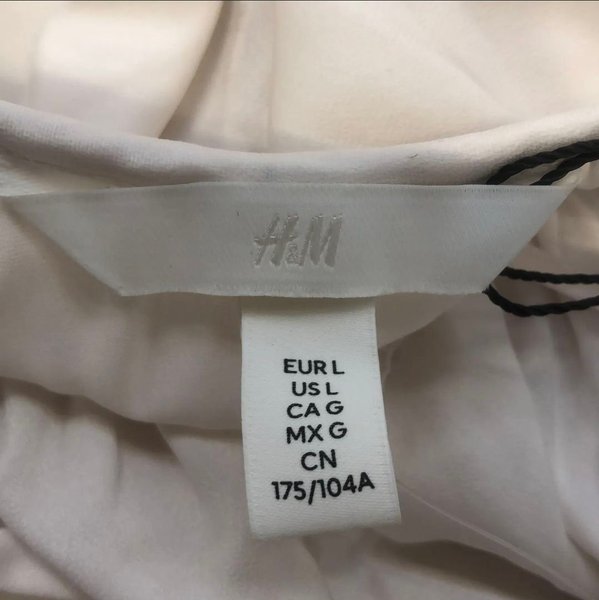 H&M
EUR L
US L
CA G
MX G
CN
175/104A